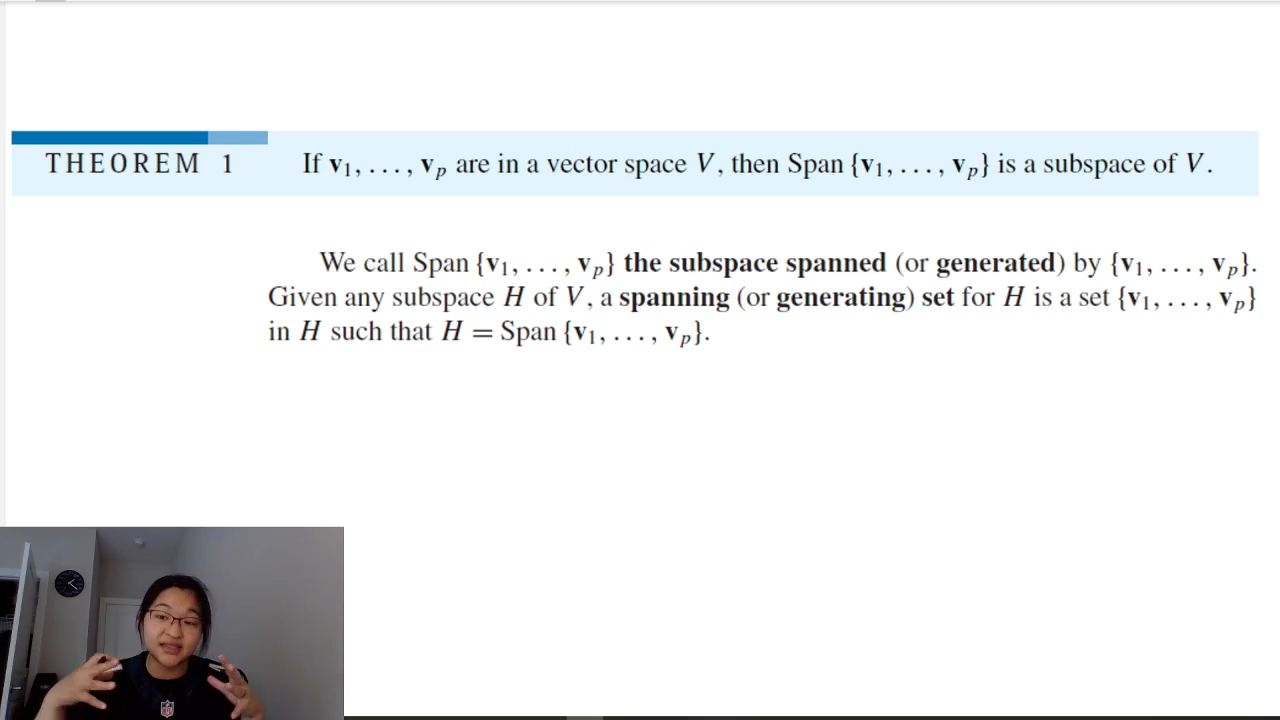 THEOREM 1 If v₁, . . . , vₚ are in a vector space V, then Span {v₁, . . . , vₚ} is a subspace of V.
We call Span {v₁, . . . , vₚ} the subspace spanned (or generated) by {v₁, . . . , vₚ}.
Given any subspace H of V, a spanning (or generating) set for H is a set {v₁, . . . , vₚ}
in H such that H = Span {v₁, . . . , vₚ}.